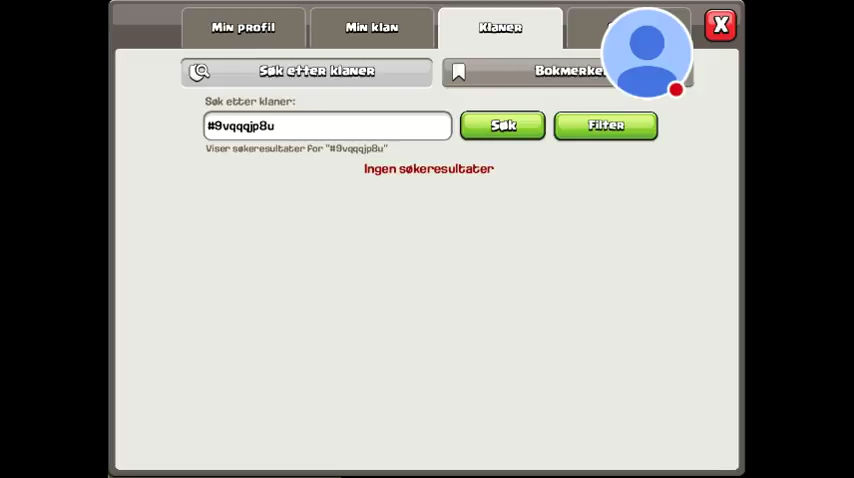 Min profil
Min klan
Klaner
X
Søk etter klaner
Søk etter klaner:
#9vqqqjp8u
Søk
Filter
Viser søkeresultater for "#9vqqqjp8u"
Ingen søkeresultater